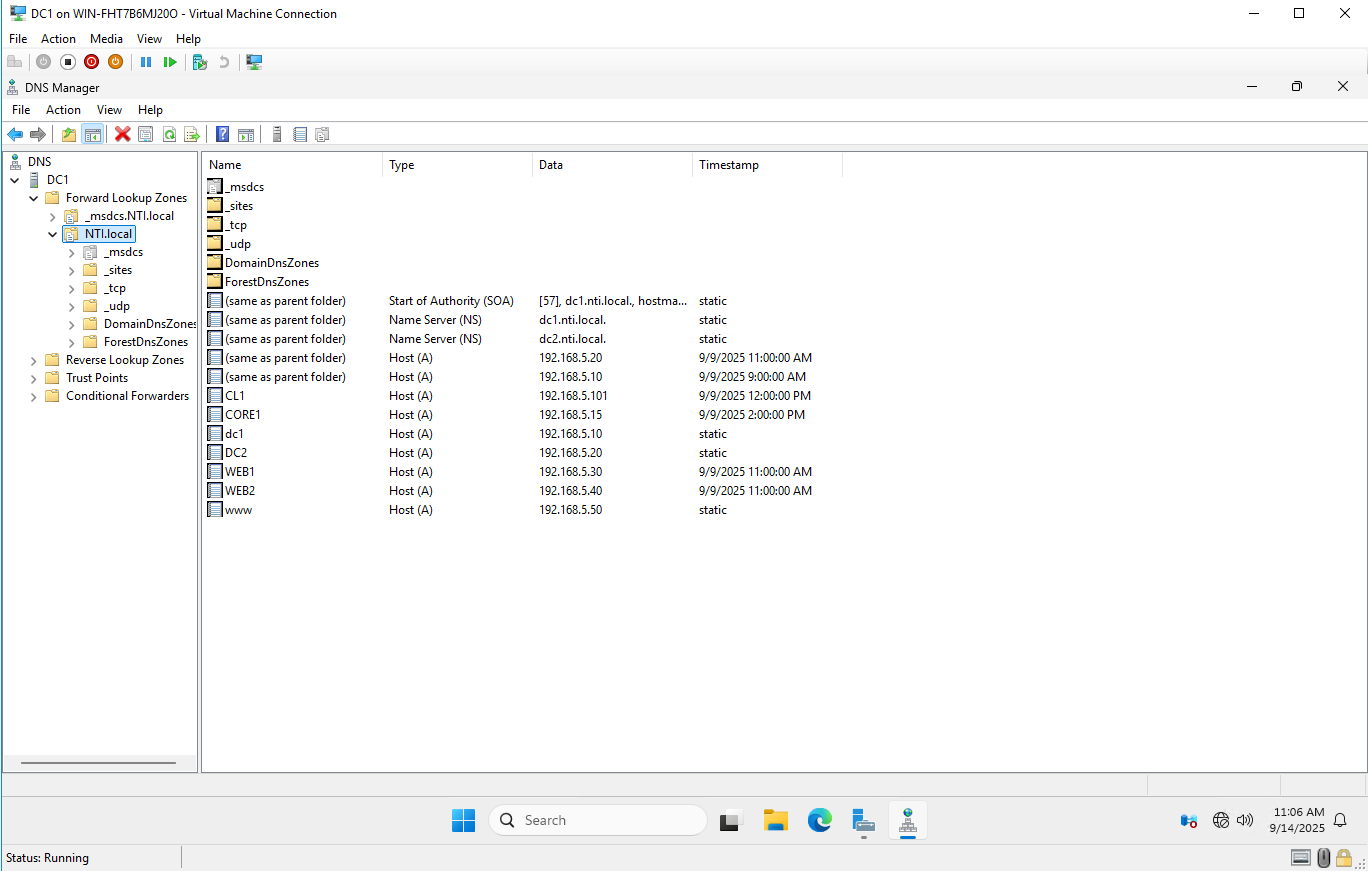 DC1 on WIN-FHT7B6MJ20O - Virtual Machine Connection
File Action Media View Help
DNS Manager
File Action View Help
DNS
DC1
Forward Lookup Zones
_msdcs.NTI.local
NTI.local
_msdcs
_sites
_tcp
_udp
DomainDnsZones
ForestDnsZones
Reverse Lookup Zones
Trust Points
Conditional Forwarders
Name Type Data Timestamp
_msdcs
_sites
_tcp
_udp
DomainDnsZones
ForestDnsZones
(same as parent folder) Start of Authority (SOA) [57], dc1.nti.local., hostma... static
(same as parent folder) Name Server (NS) dc1.nti.local. static
(same as parent folder) Name Server (NS) dc2.nti.local. static
(same as parent folder) Host (A) 192.168.5.20 9/9/2025 11:00:00 AM
(same as parent folder) Host (A) 192.168.5.10 9/9/2025 9:00:00 AM
CL1 Host (A) 192.168.5.101 9/9/2025 12:00:00 PM
CORE1 Host (A) 192.168.5.15 9/9/2025 2:00:00 PM
dc1 Host (A) 192.168.5.10 static
DC2 Host (A) 192.168.5.20 static
WEB1 Host (A) 192.168.5.30 9/9/2025 11:00:00 AM
WEB2 Host (A) 192.168.5.40 9/9/2025 11:00:00 AM
www Host (A) 192.168.5.50 static
Search
11:06 AM
9/14/2025
Status: Running